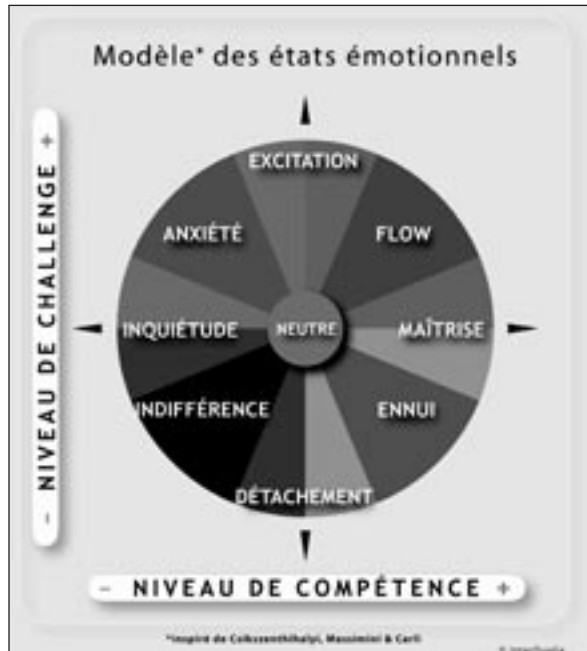 Modèle* des états émotionnels
+
NIVEAU DE CHALLENGE
-
EXCITATION
ANXIÉTÉ
FLOW
INQUIÉTUDE
NEUTRE
MAÎTRISE
INDIFFÉRENCE
ENNUI
DÉTACHEMENT
- NIVEAU DE COMPÉTENCE +
*Inspiré de Csikszentmihalyi, Massimini & Carli